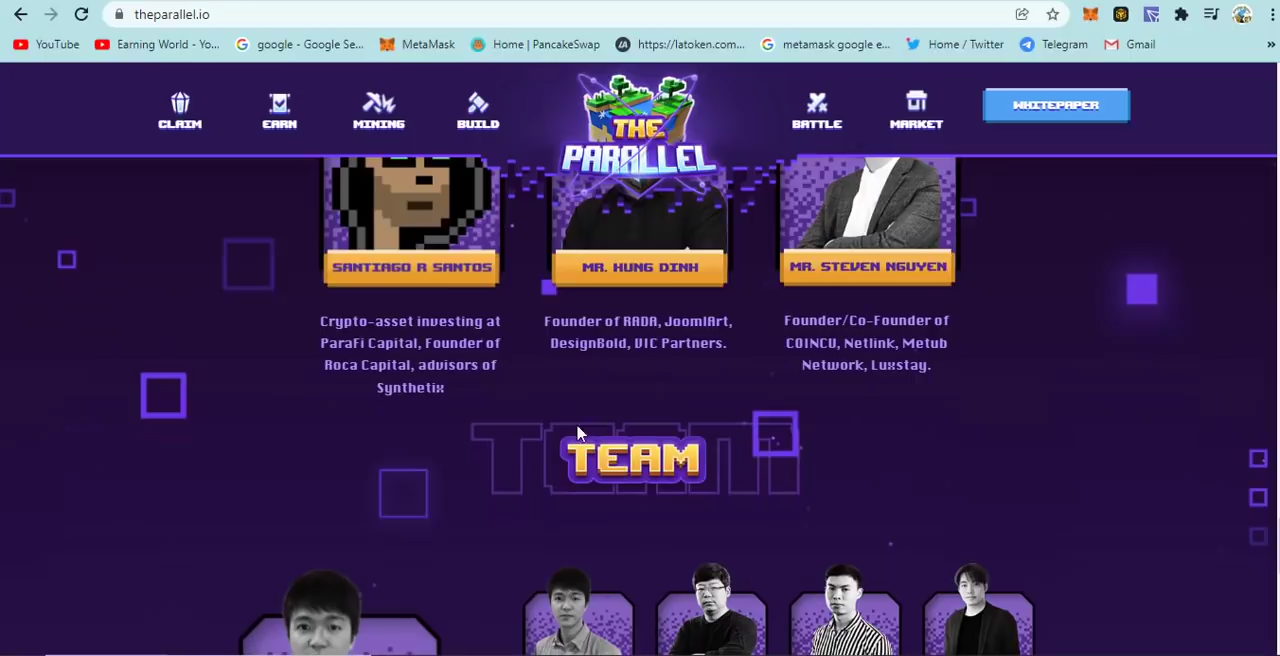 theparallel.io
YouTube
Earning World - Yo...
google - Google Se...
MetaMask
Home | PancakeSwap
https://latoken.com...
metamask google e...
Home / Twitter
Telegram
Gmail
»
CLAIM
EARN
MINING
BUILD
THE
PARALLEL
BATTLE
MARKET
WHITEPAPER
SANTIAGO R SANTOS
MR. HUNG DINH
MR. STEVEN NGUYEN
Crypto-asset investing at
ParaFi Capital, Founder of
Roca Capital, advisors of
Synthetix
Founder of RADA, JoomlArt,
DesignBold, VIC Partners.
Founder/Co-Founder of
COINCU, Netlink, Metub
Network, Luxstay.
TEAM
TEAM